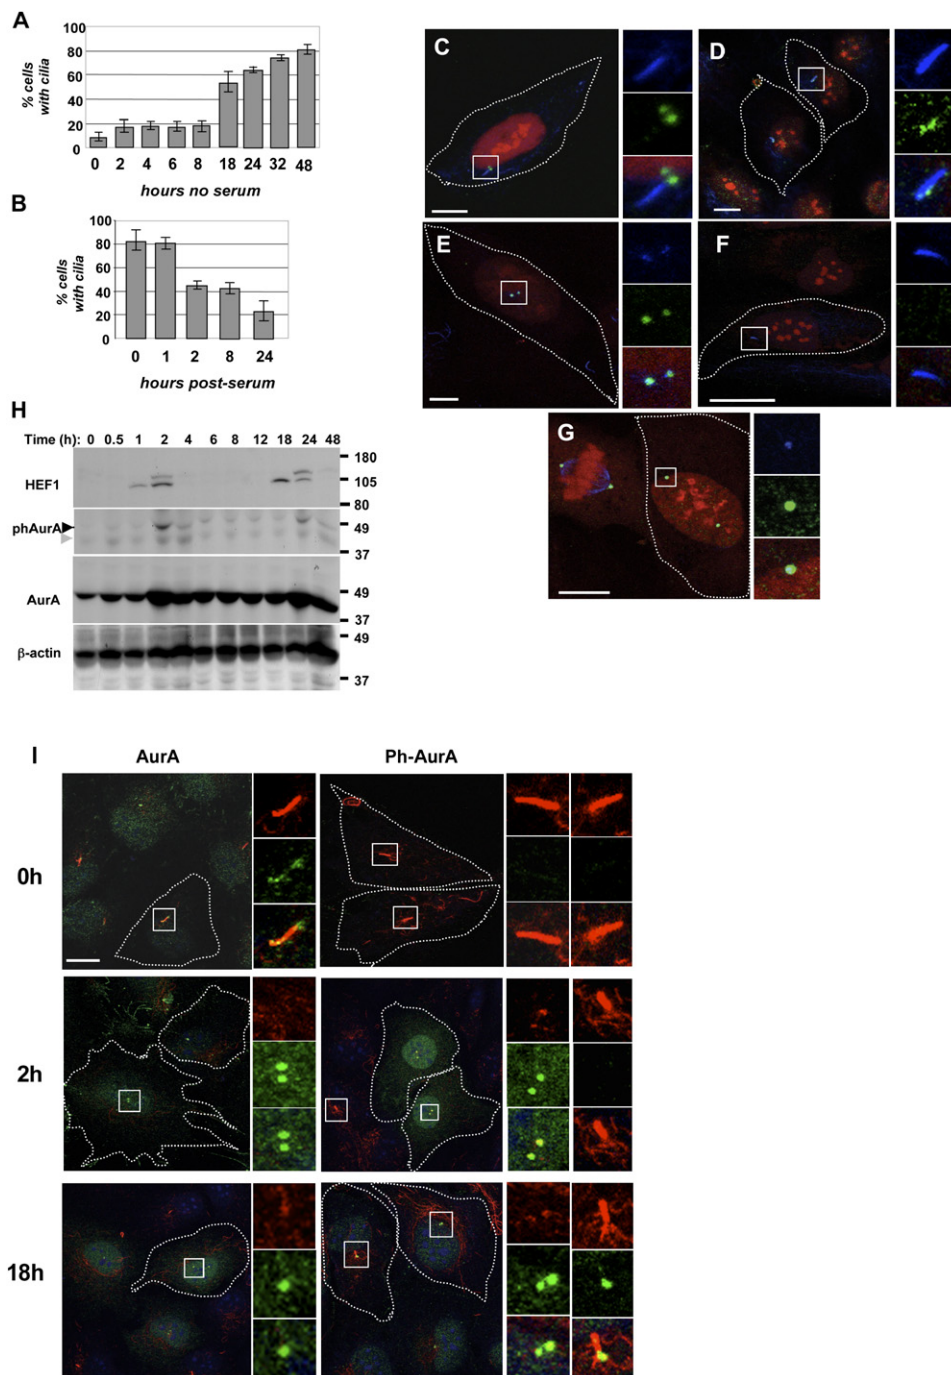 A
100
80
60
40
20
0
% cells
with cilia
0 2 4 6 8 18 24 32 48
hours no serum
B
100
80
60
40
20
0
% cells
with cilia
0 1 2 8 24
hours post-serum
C
D
E
F
G
H
Time (h): 0 0.5 1 2 4 6 8 12 18 24 48
HEF1
180
105
80
phAurA
49
37
AurA
49
37
β-actin
49
37
I
AurA Ph-AurA
0h
2h
18h